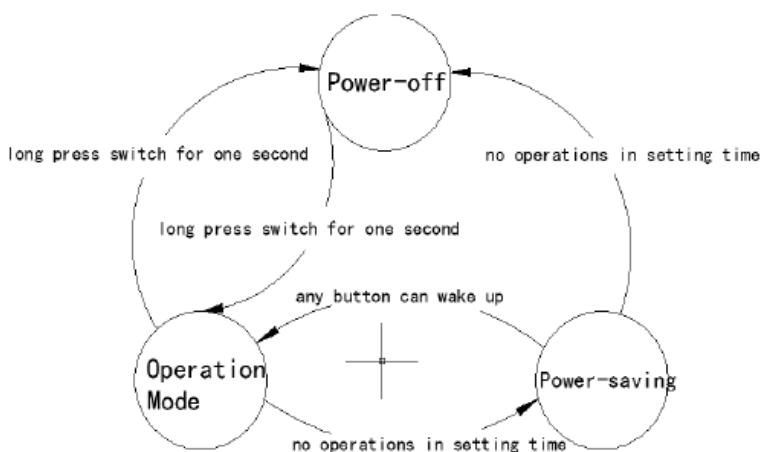 Power-off
long press switch for one second
no operations in setting time
long press switch for one second
any button can wake up
Operation
Mode
Power-saving
no operations in setting time